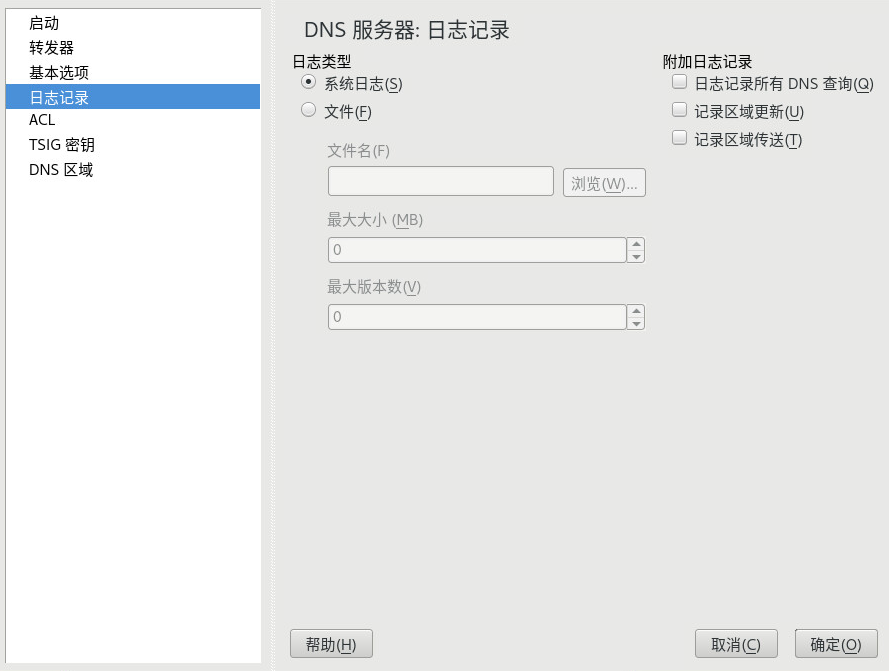 启动
转发器
基本选项
日志记录
ACL
TSIG 密钥
DNS 区域
DNS 服务器: 日志记录
日志类型
系统日志(S)
文件(F)
文件名(F)
浏览(W)...
最大大小 (MB)
0
最大版本数(V)
0
附加日志记录
日志记录所有 DNS 查询(Q)
记录区域更新(U)
记录区域传送(T)
帮助(H)
取消(C)
确定(O)